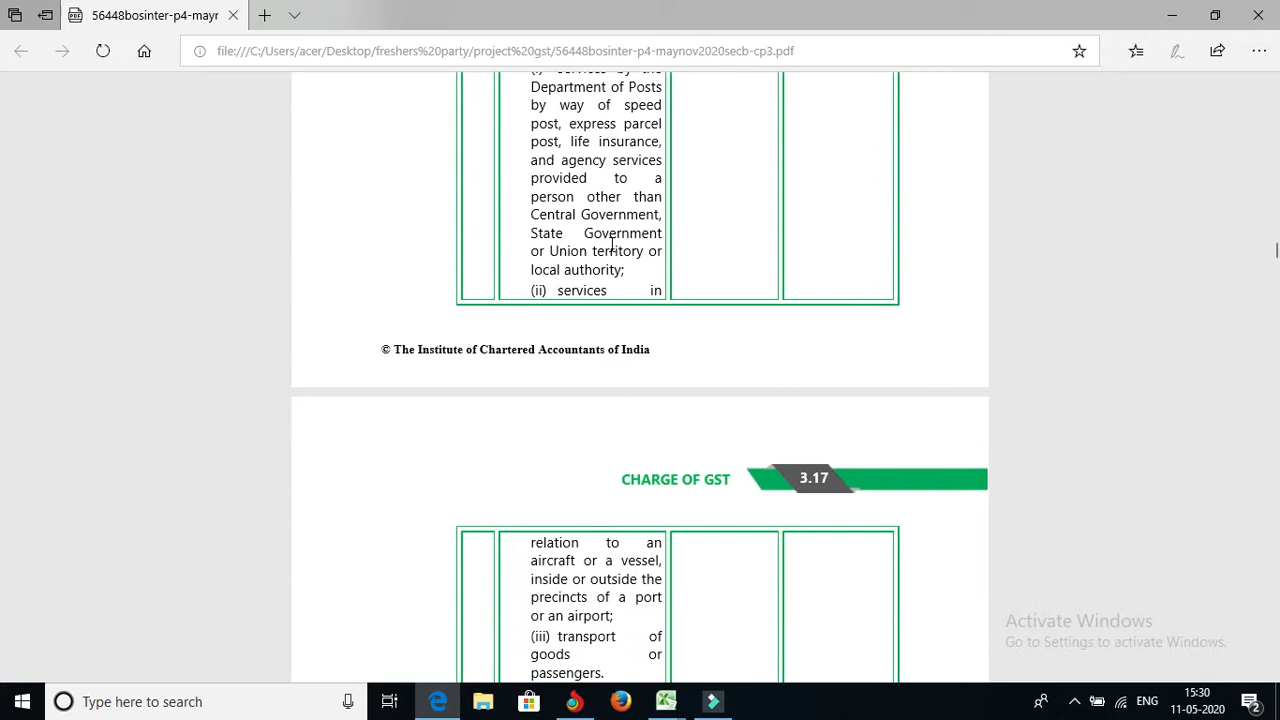 56448bosinter-p4-mayn
file:///C:/Users/acer/Desktop/freshers%20party/project%20gst/56448bosinter-p4-maynov2020secb-cp3.pdf
(i) services by the
Department of Posts
by way of speed
post, express parcel
post, life insurance,
and agency services
provided to a
person other than
Central Government,
State Government
or Union territory or
local authority;
(ii) services in
© The Institute of Chartered Accountants of India
CHARGE OF GST 3.17
relation to an
aircraft or a vessel,
inside or outside the
precincts of a port
or an airport;
(iii) transport of
goods or
passengers.
Activate Windows
Go to Settings to activate Windows.
Type here to search
ENG
15:30
11-05-2020
2